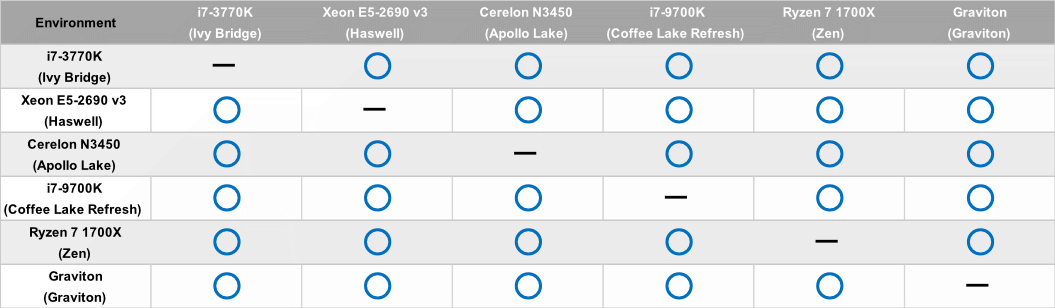 Environment
i7-3770K
(Ivy Bridge)
Xeon E5-2690 v3
(Haswell)
Cerelon N3450
(Apollo Lake)
i7-9700K
(Coffee Lake Refresh)
Ryzen 7 1700X
(Zen)
Graviton
(Graviton)
i7-3770K
(Ivy Bridge)
Xeon E5-2690 v3
(Haswell)
Cerelon N3450
(Apollo Lake)
i7-9700K
(Coffee Lake Refresh)
Ryzen 7 1700X
(Zen)
Graviton
(Graviton)